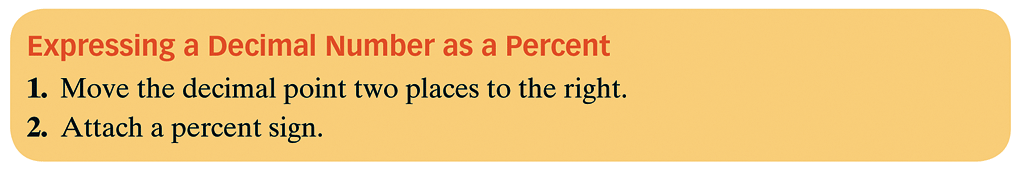 Expressing a Decimal Number as a Percent
1. Move the decimal point two places to the right.
2. Attach a percent sign.